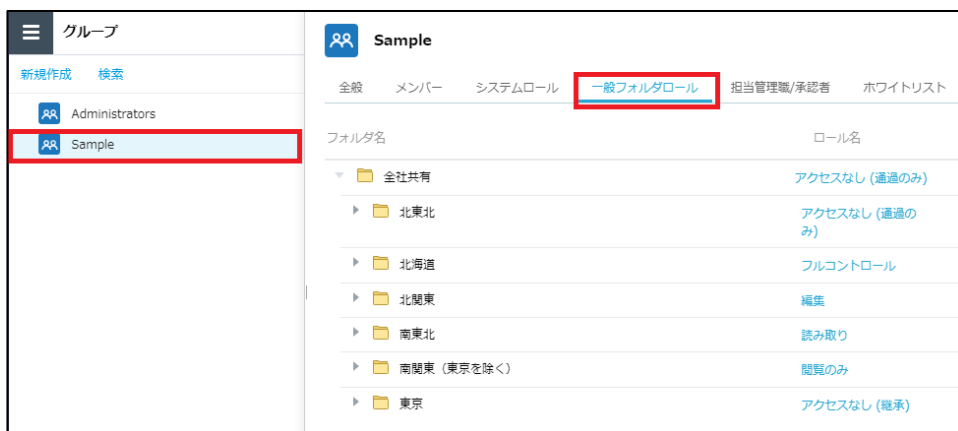 グループ
新規作成 検索
Administrators
Sample
Sample
全般 メンバー システムロール 一般フォルダロール 担当管理職/承認者 ホワイトリスト
フォルダ名 ロール名
全社共有 アクセスなし (通過のみ)
北東北 アクセスなし (通過の
み)
北海道 フルコントロール
北関東 編集
南東北 読み取り
南関東（東京を除く） 閲覧のみ
東京 アクセスなし (継承)